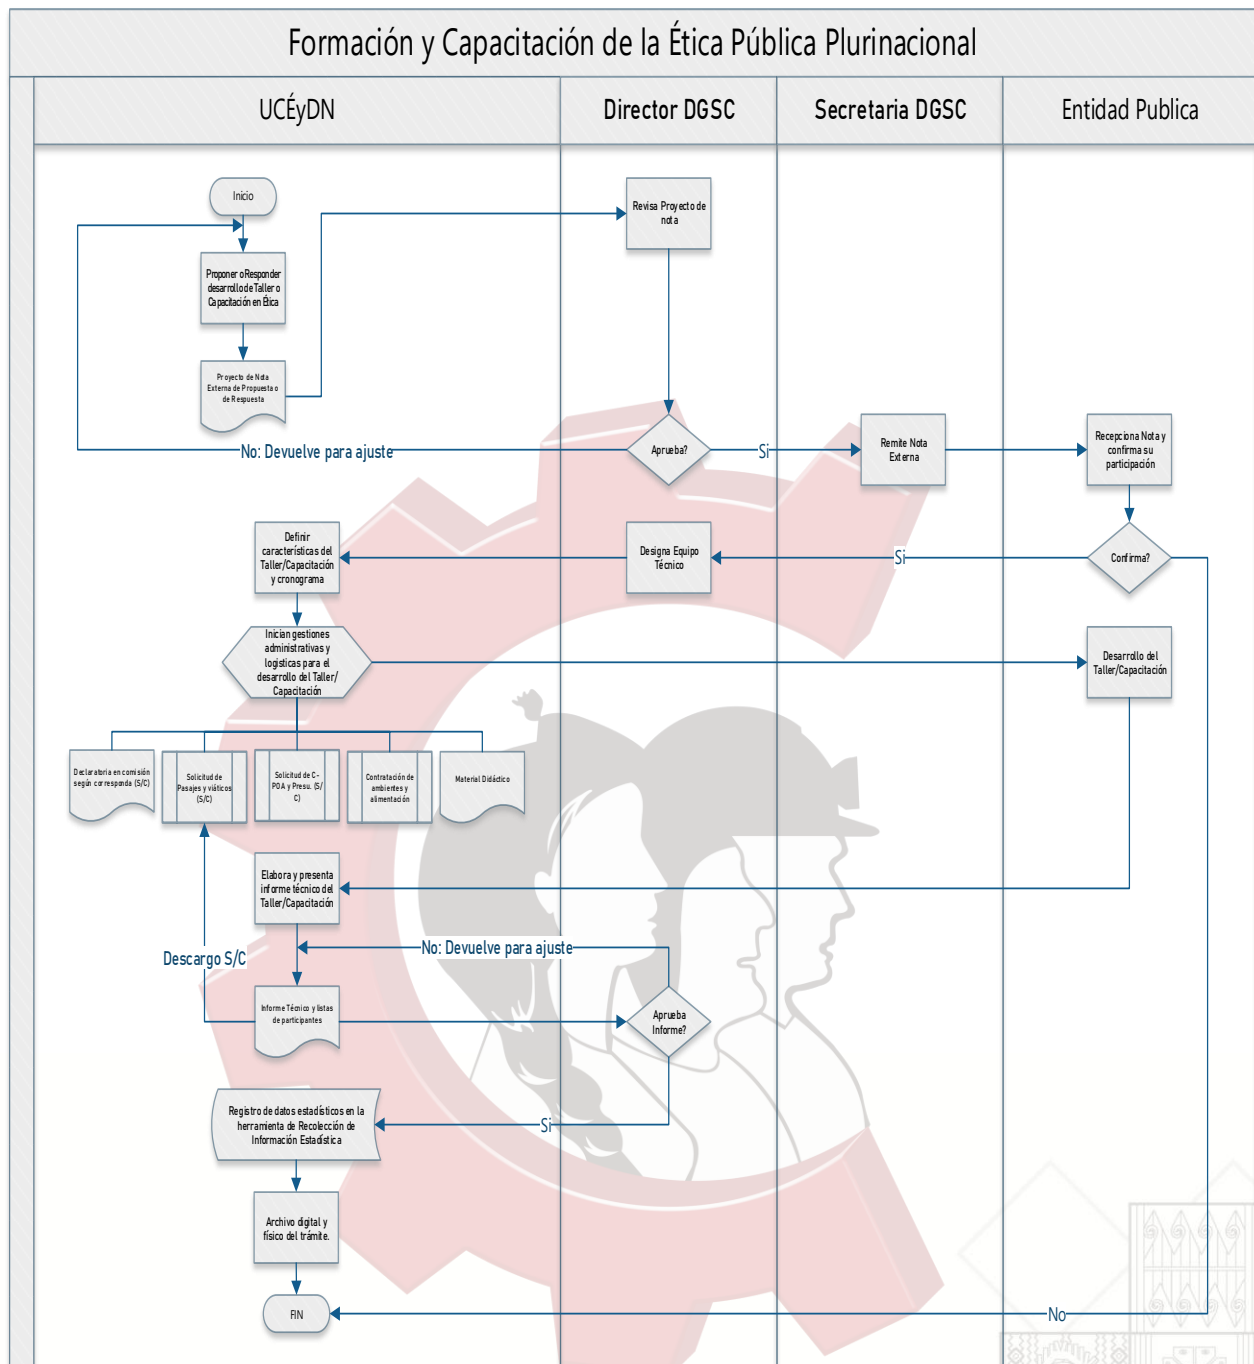 Formación y Capacitación de la Ética Pública Plurinacional
UCÉyDN
Director DGSC
Secretaria DGSC
Entidad Publica
Inicio
Proponer o Responder
desarrollo de Taller o
Capacitación en Ética
Proyecto de Nota
Externa de Propuesta o
de Respuesta
Revisa Proyecto de
nota
No: Devuelve para ajuste
Aprueba?
Si
Remite Nota
Externa
Recepciona Nota y
confirma su
participación
Definir
características del
Taller/Capacitación
y cronograma
Designa Equipo
Técnico
Si
Confirma?
Inician gestiones
administrativas y
logisticas para el
desarrollo del Taller/
Capacitación
Desarrollo del
Taller/Capacitación
Declaratoria en comisión
según corresponda (S/C)
Solicitud de
Pasajes y viáticos
(S/C)
Solicitud de C-
POA y Presu. (S/
C)
Contratación de
ambientes y
alimentación
Material Didáctico
Elabora y presenta
informe técnico del
Taller/Capacitación
Descargo S/C
No: Devuelve para ajuste
Informe Técnico y listas
de participantes
Aprueba
Informe?
Registro de datos estadísticos en la
herramienta de Recolección de
Información Estadística
Si
Archivo digital y
físico del trámite.
FIN
No